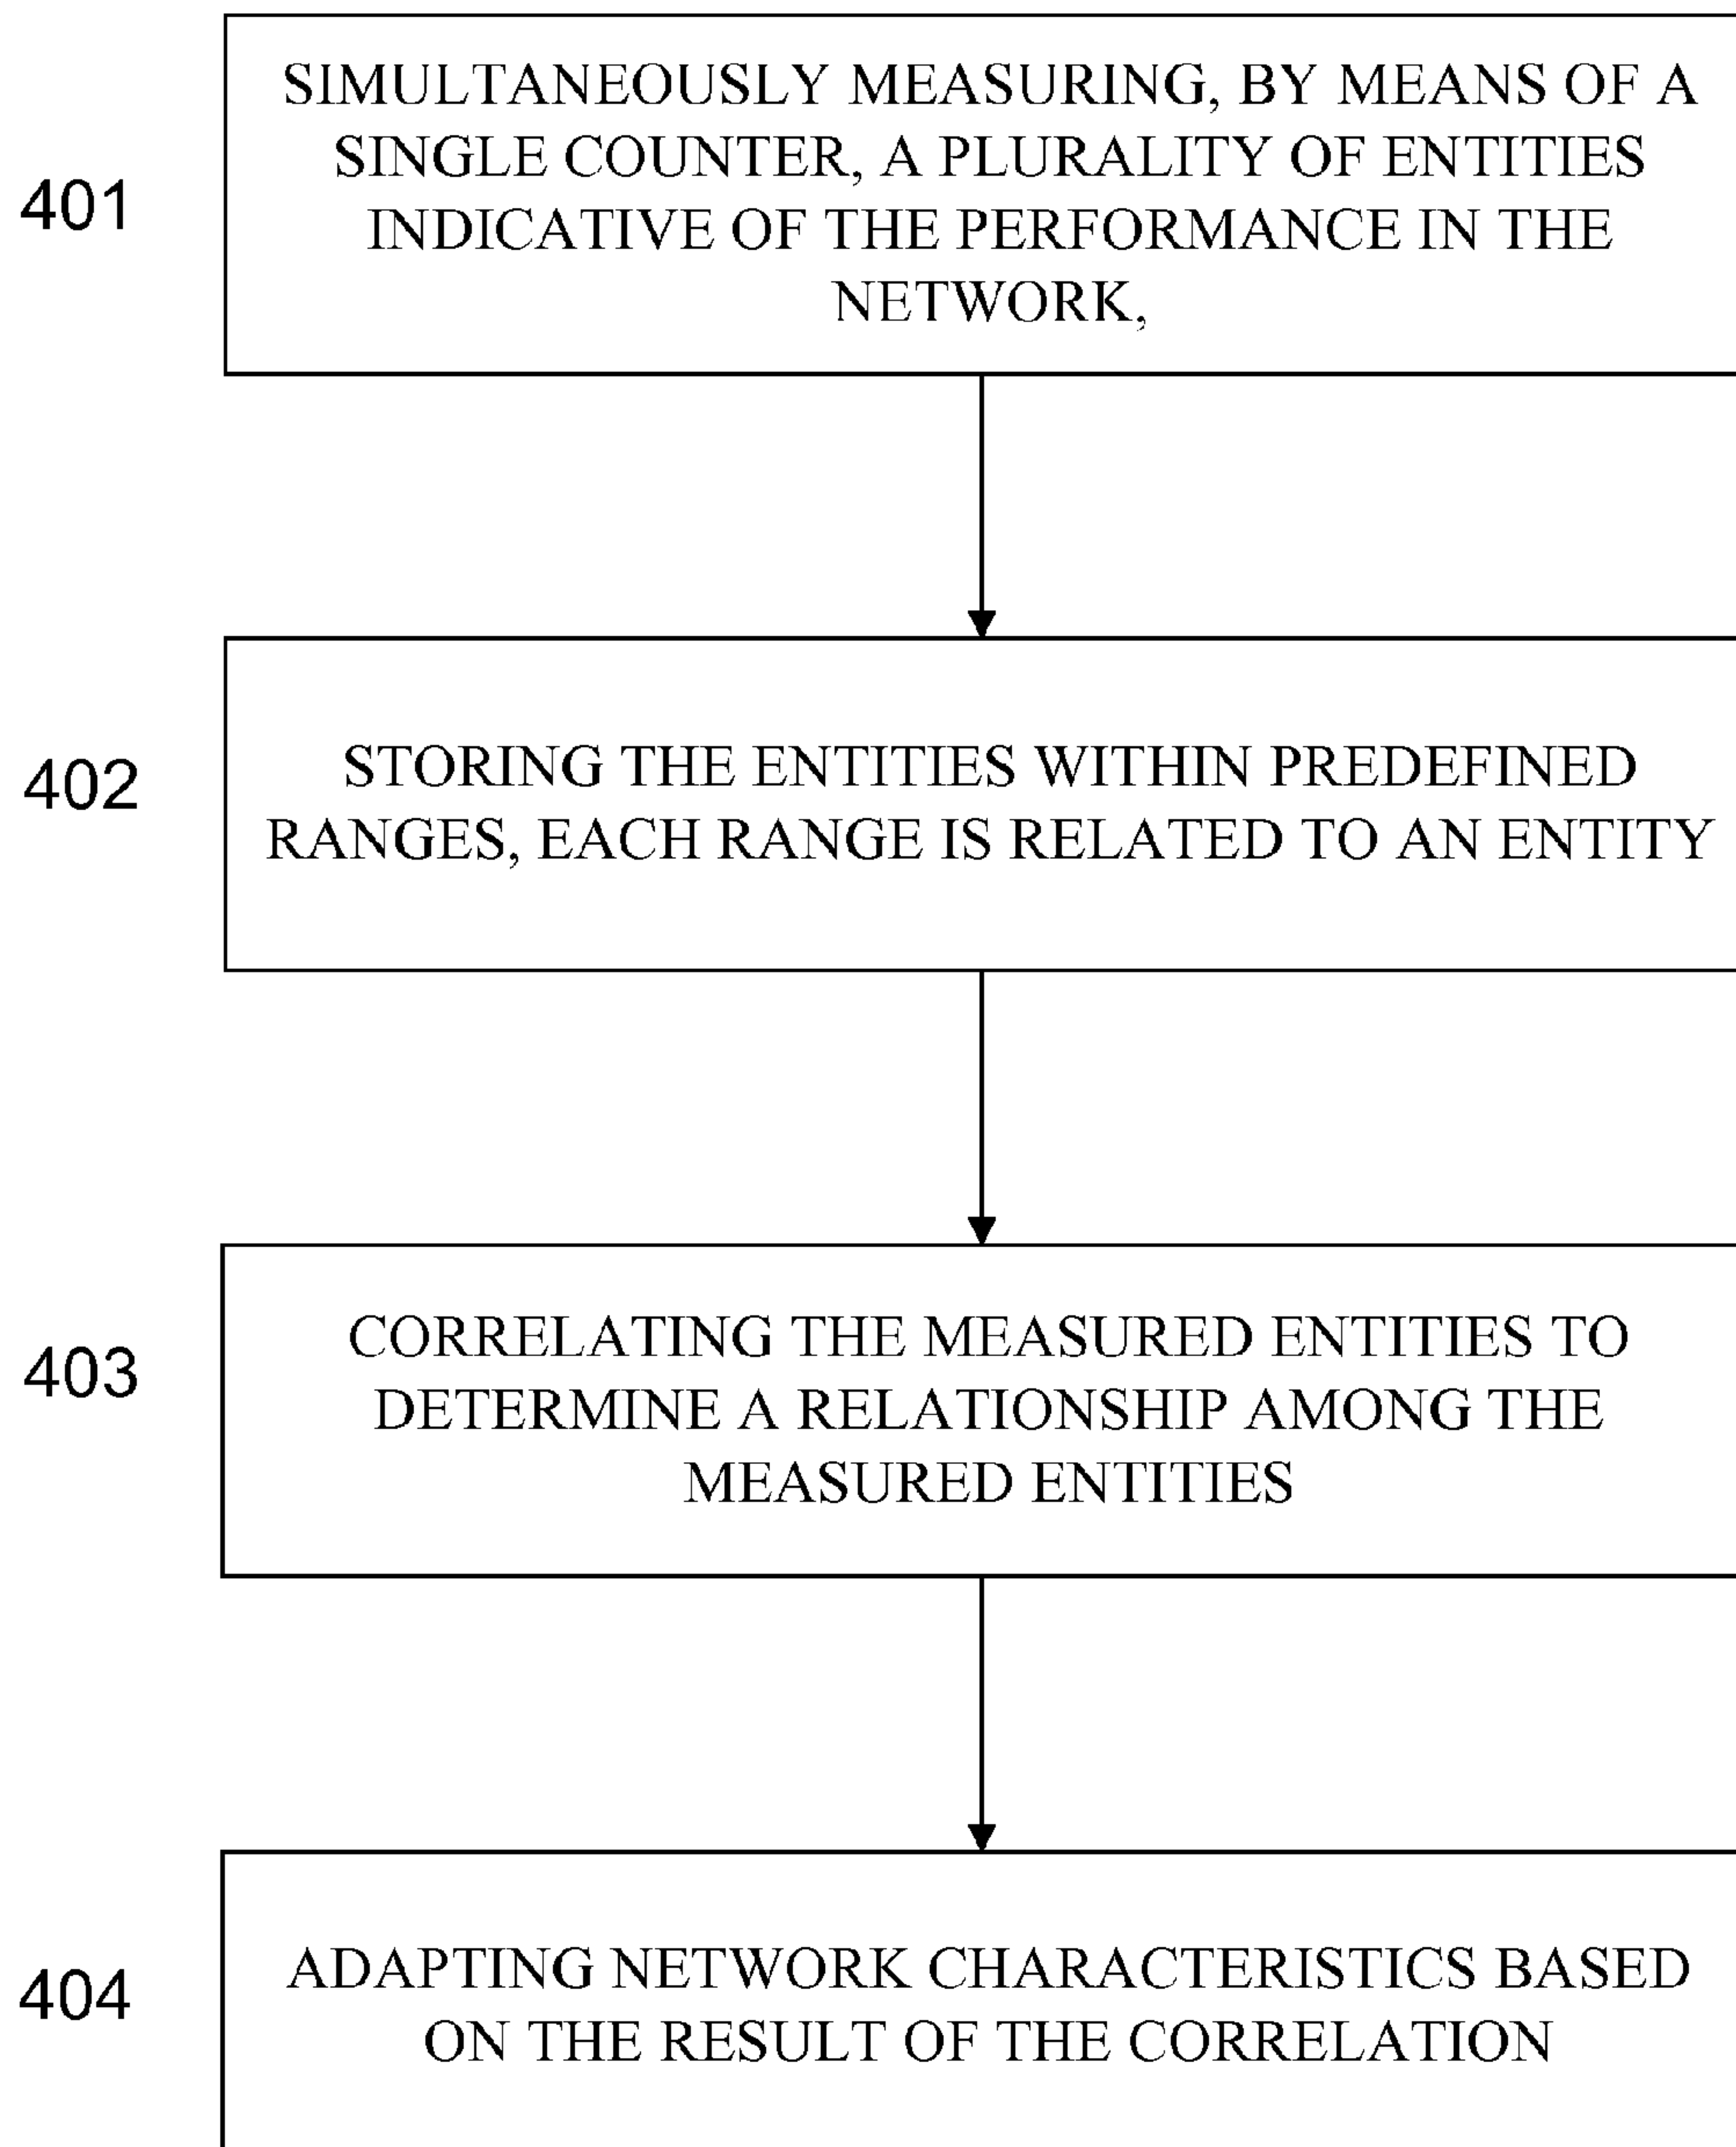 401
SIMULTANEOUSLY MEASURING, BY MEANS OF A
SINGLE COUNTER, A PLURALITY OF ENTITIES
INDICATIVE OF THE PERFORMANCE IN THE
NETWORK,
402
STORING THE ENTITIES WITHIN PREDEFINED
RANGES, EACH RANGE IS RELATED TO AN ENTITY
403
CORRELATING THE MEASURED ENTITIES TO
DETERMINE A RELATIONSHIP AMONG THE
MEASURED ENTITIES
404
ADAPTING NETWORK CHARACTERISTICS BASED
ON THE RESULT OF THE CORRELATION